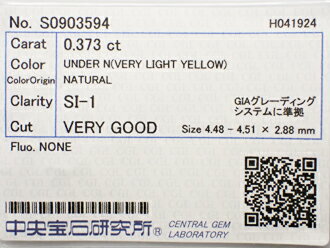 No. S0903594 H041924
Carat 0.373 ct
Color UNDER N(VERY LIGHT YELLOW)
ColorOrigin NATURAL
Clarity SI-1 GIAグレーディング
システムに準拠
Cut VERY GOOD Size 4.48 - 4.51 × 2.88 mm
Fluo. NONE
中央宝石研究所 CENTRAL GEM
LABORATORY